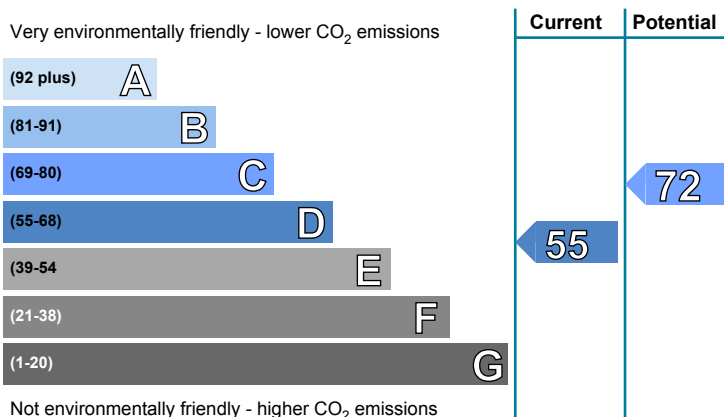 Current Potential
Very environmentally friendly - lower CO2 emissions
(92 plus) A
(81-91) B
(69-80) C
72
(55-68) D
55
(39-54 E
(21-38) F
(1-20) G
Not environmentally friendly - higher CO2 emissions